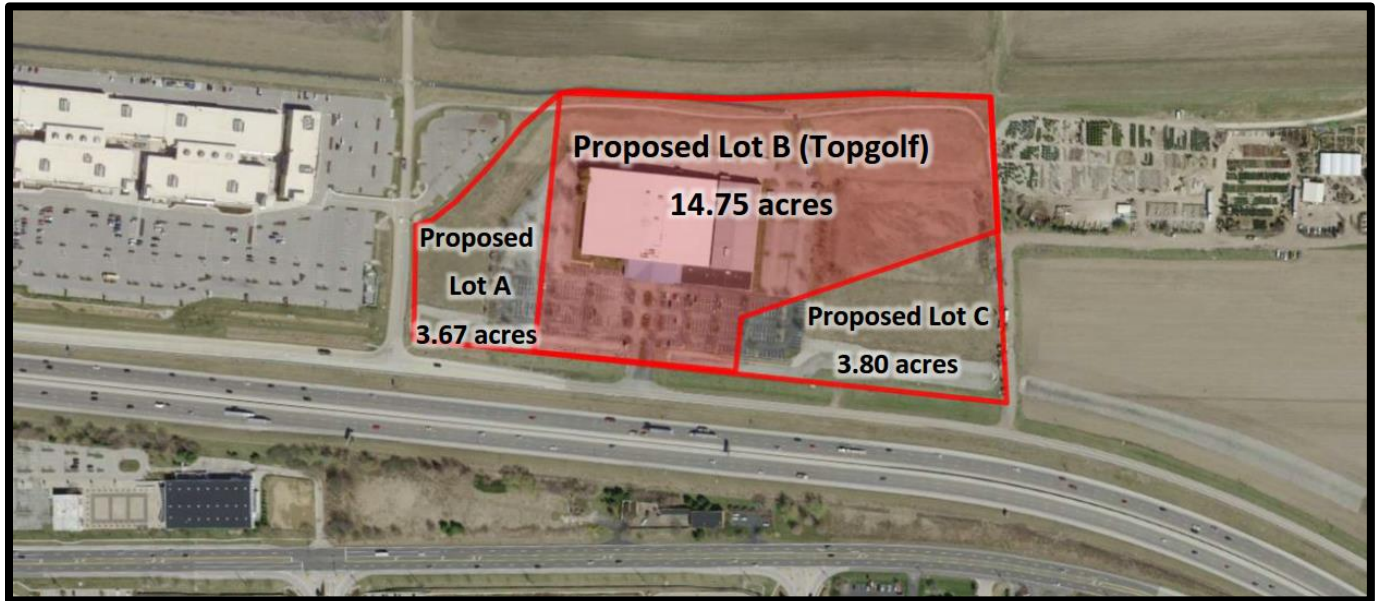 Proposed Lot B (Topgolf)
14.75 acres
Proposed
Lot A
3.67 acres
Proposed Lot C
3.80 acres